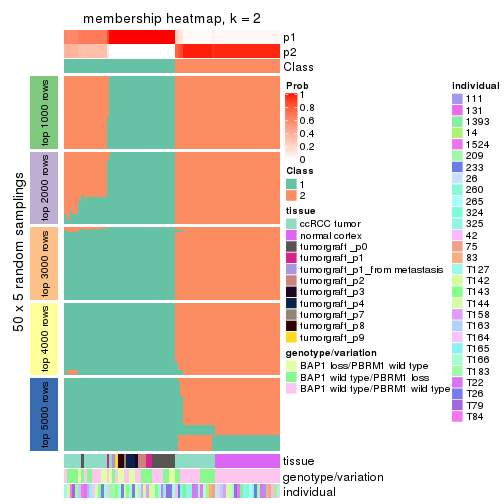 membership heatmap, k = 2
p1
p2
Class
50 x 5 random samplings
top 1000 rows
top 2000 rows
top 3000 rows
top 4000 rows
top 5000 rows
tissue
genotype/variation
individual
Prob
1
0.8
0.6
0.4
0.2
0
Class
1
2
tissue
ccRCC tumor
normal cortex
tumorgraft _p0
tumorgraft_p1
tumorgraft_p1_from metastasis
tumorgraft_p2
tumorgraft_p3
tumorgraft_p4
tumorgraft_p7
tumorgraft_p8
tumorgraft_p9
genotype/variation
BAP1 loss/PBRM1 wild type
BAP1 wild type/PBRM1 loss
BAP1 wild type/PBRM1 wild type
individual
111
131
1393
14
1524
209
233
26
260
265
324
325
42
75
83
T127
T142
T143
T144
T158
T163
T164
T165
T166
T183
T22
T26
T79
T84